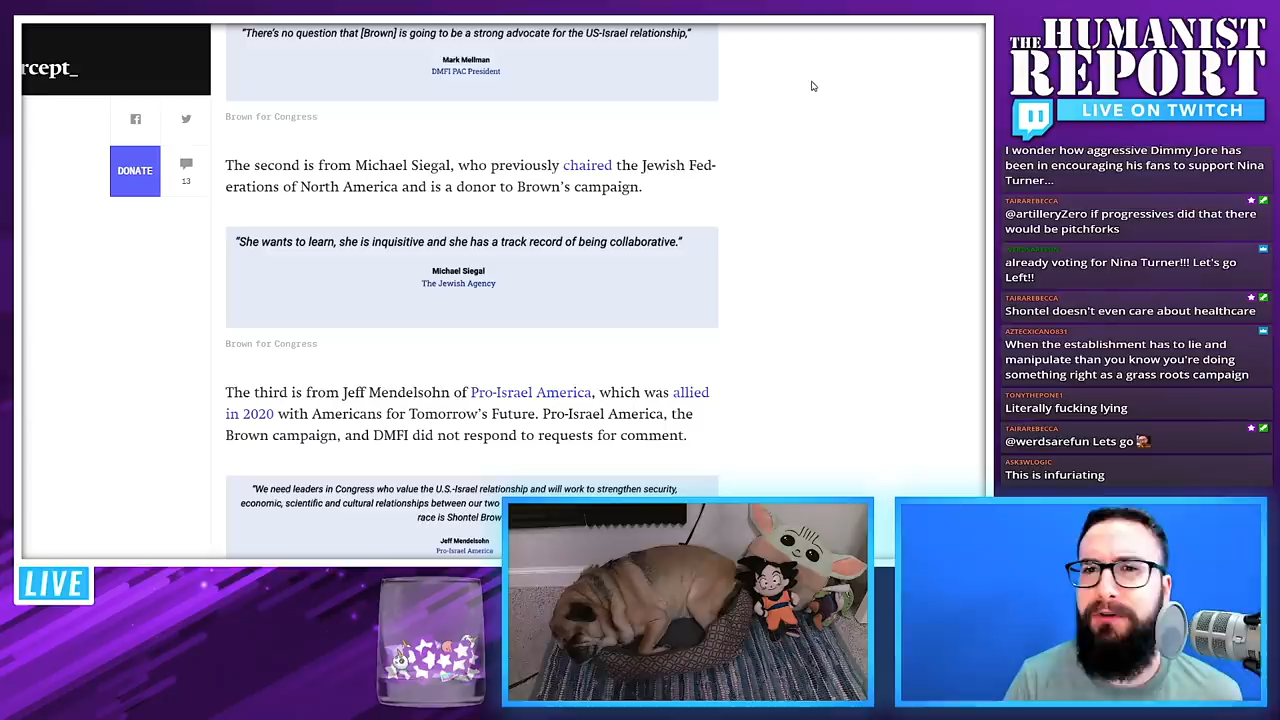 rcept_
DONATE
13
"There's no question that [Brown] is going to be a strong advocate for the US-Israel relationship,"
Mark Mellman
DMFI PAC President
Brown for Congress
The second is from Michael Siegal, who previously chaired the Jewish Fed-
erations of North America and is a donor to Brown's campaign.
"She wants to learn, she is inquisitive and she has a track record of being collaborative."
Michael Siegal
The Jewish Agency
Brown for Congress
The third is from Jeff Mendelsohn of Pro-Israel America, which was allied
in 2020 with Americans for Tomorrow's Future. Pro-Israel America, the
Brown campaign, and DMFI did not respond to requests for comment.
"We need leaders in Congress who value the U.S.-Israel relationship and will work to strengthen security,
economic, scientific and cultural relationships between our two
race is Shontel Brow
Jeff Mendelsohn
Pro-Israel America
LIVE
THE HUMANIST
REPORT
LIVE ON TWITCH
I wonder how aggressive Dimmy Jore has
been in encouraging his fans to support Nina
Turner...
TAIRAREBECCA
@artilleryZero if progressives did that there
would be pitchforks
already voting for Nina Turner!!! Let's go
Left!!
TAIRAREBECCA
Shontel doesn't even care about healthcare
AZTECXICANO831
When the establishment has to lie and
manipulate than you know you're doing
something right as a grass roots campaign
TONYTHEPONE1
Literally fucking lying
TAIRAREBECCA
@werdsarefun Lets go
ASK3WLOGIC
This is infuriating